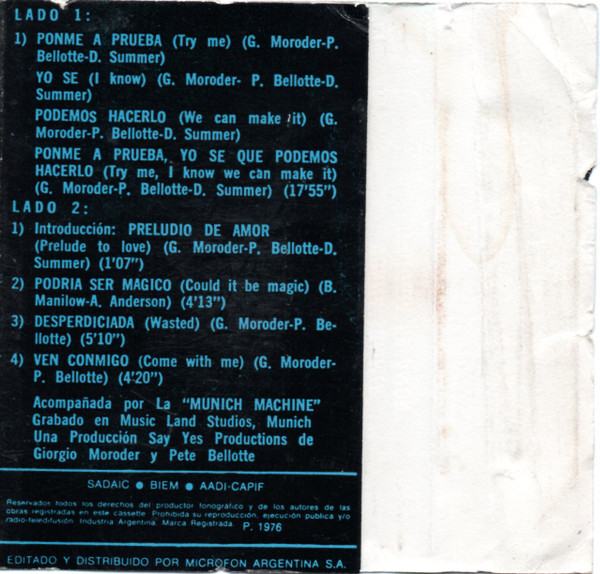 LADO 1:
1) PONME A PRUEBA (Try me) (G. Moroder-P.
Bellotte-D. Summer)
YO SE (I know) (G. Moroder- P. Bellotte-D.
Summer)
PODEMOS HACERLO (We can make it) (G.
Moroder-P. Bellotte-D. Summer)
PONME A PRUEBA, YO SE QUE PODEMOS
HACERLO (Try me, I know we can make it)
(G. Moroder-P. Bellotte-D. Summer) (17'55")
LADO 2:
1) Introducción: PRELUDIO DE AMOR
(Prelude to love) (G. Moroder-P. Bellotte-D.
Summer) (1'07")
2) PODRIA SER MAGICO (Could it be magic) (B.
Manilow-A. Anderson) (4'13")
3) DESPERDICIADA (Wasted) (G. Moroder-P. Be-
llotte) (5'10")
4) VEN CONMIGO (Come with me) (G. Moroder-
P. Bellotte) (4'20")
Acompañada por La "MUNICH MACHINE"
Grabado en Music Land Studios, Munich
Una Producción Say Yes Productions de
Giorgio Moroder y Pete Bellotte
SADAIC ● BIEM ● AADI-CAPIF
Reservados todos los derechos del productor fonográfico y de los autores de las
obras registradas en este cassette. Prohibida su reproducción, ejecución pública y/o
radio-teledifusión. Industria Argentina. Marca Registrada. P. 1976
EDITADO Y DISTRIBUIDO POR MICROFON ARGENTINA S.A.